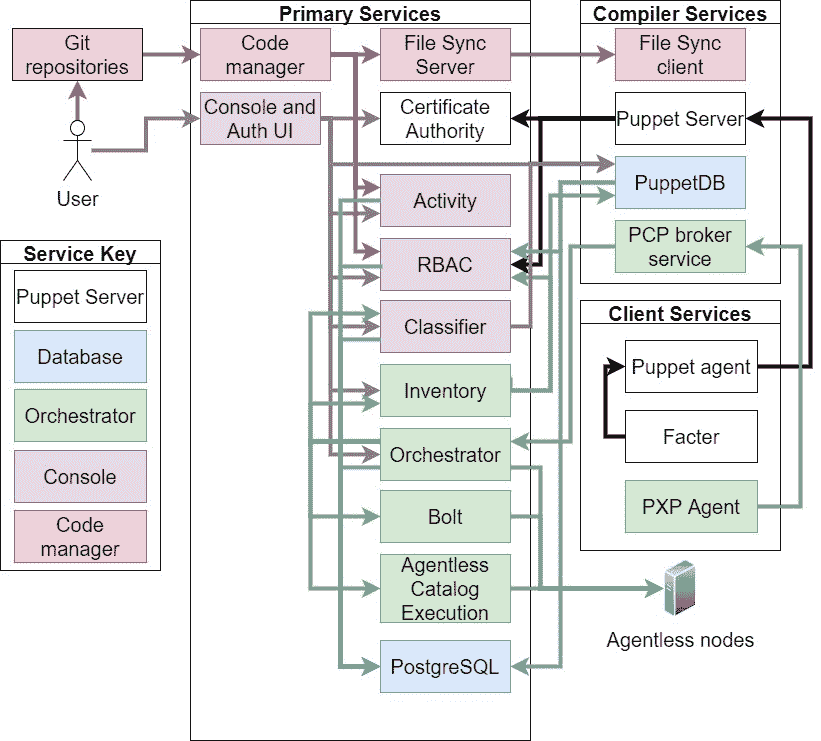 Primary Services
Compiler Services
Git
repositories
Code
manager
File Sync
Server
File Sync
client
Console and
Auth UI
Certificate
Authority
Puppet Server
User
Activity
PuppetDB
RBAC
PCP broker
service
Service Key
Puppet Server
Database
Orchestrator
Console
Code
manager
Classifier
Inventory
Orchestrator
Bolt
Agentless
Catalog
Execution
PostgreSQL
Client Services
Puppet agent
Facter
PXP Agent
Agentless nodes